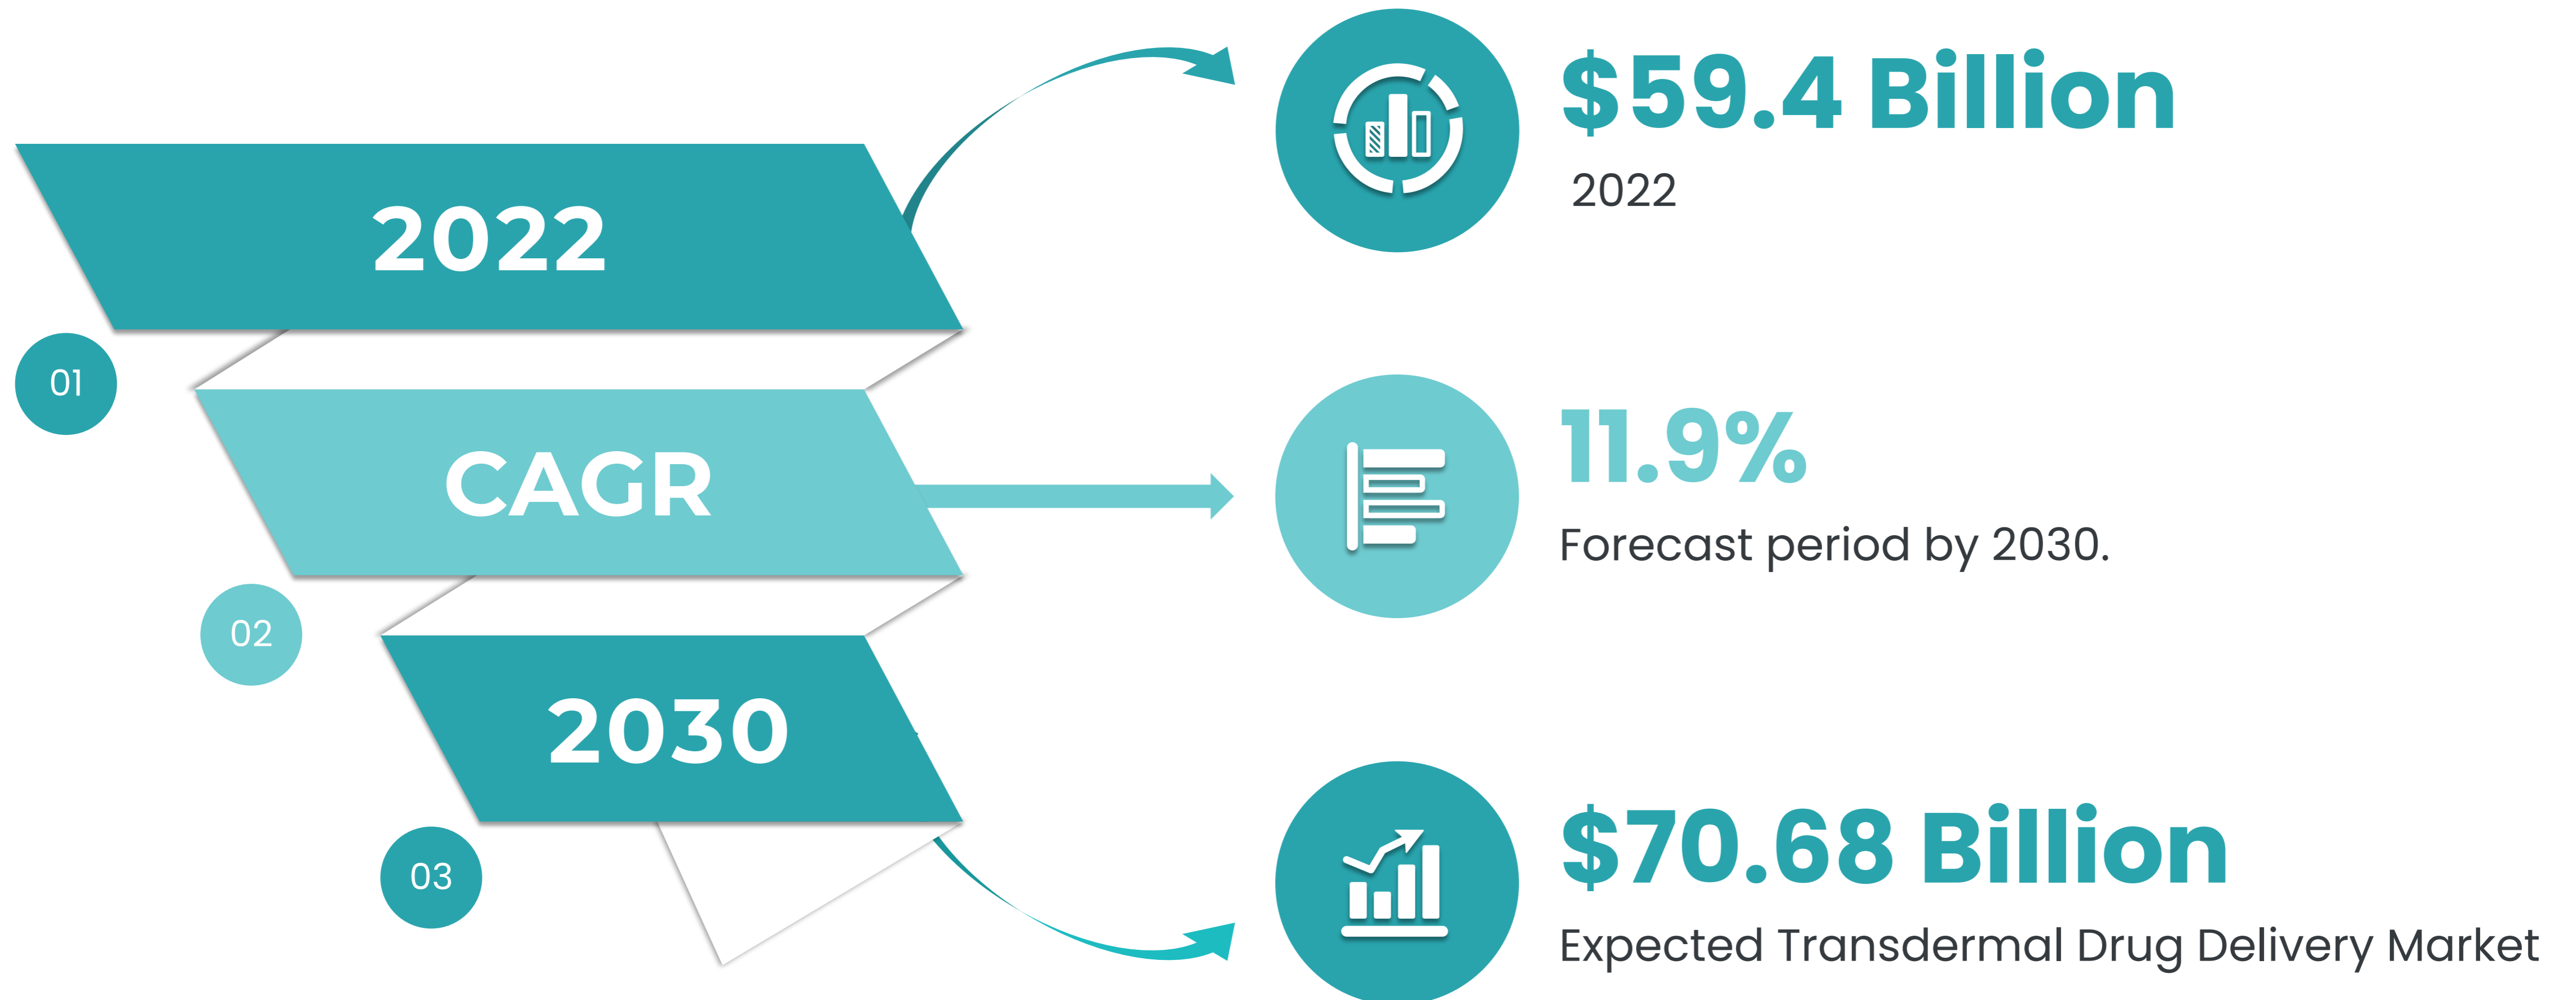 2022
01
CAGR
02
2030
03
$59.4 Billion
2022
11.9%
Forecast period by 2030.
$70.68 Billion
Expected Transdermal Drug Delivery Market